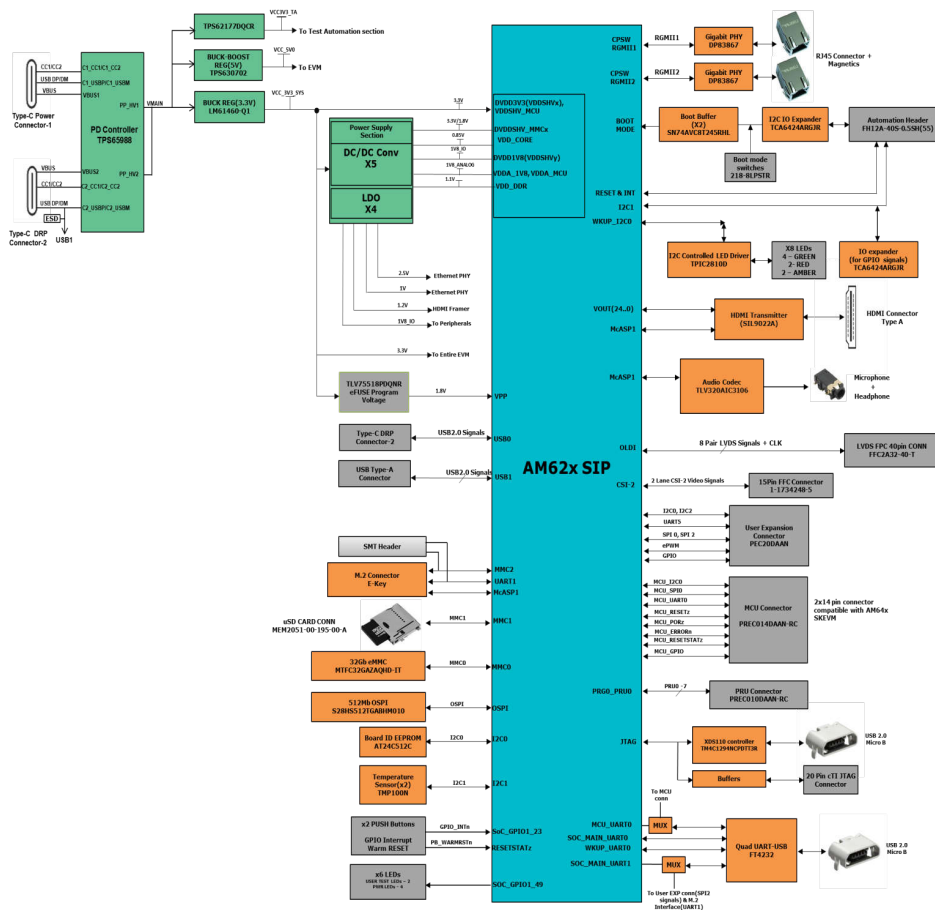 Type-C Power
Connector-1
CC1/CC2
USB DP/DM
VBUS
C1_CC1/C1_CC2
C1_USBP/C1_USBM
VBUS1
PP_HV1
PD Controller
TPS65988
PP_HV2
VBUS2
C2_CC1/C2_CC2
C2_USBP/C2_USBM
VBUS
CC1/CC2
USB DP/DM
ESD
USB1
Type-C DRP
Connector-2
VMAIN
TPS62177DQCR
VCC3V3_TA
To Test Automation section
BUCK-BOOST
REG(5V)
TPS630702
VCC_5V0
To EVM
BUCK REG(3.3V)
LM61460-Q1
VCC_3V3_SYS
Power Supply
Section
DC/DC Conv
X5
LDO
X4
3.3V
3.3V/1.8V
0.85V
1V8_IO
1V8_ANALOG
1.1V
DVDD3V3(VDDSHVx),
VDDSHV_MCU
DVDDSHV_MMCx
VDD_CORE
DVDD1V8(VDDSHVy)
VDDA_1V8, VDDA_MCU
VDD_DDR
2.5V
Ethernet PHY
1V
Ethernet PHY
1.2V
HDMI Framer
1V8_IO
To Peripherals
3.3V
To Entire EVM
TLV75518PDQNR
eFUSE Program
Voltage
1.8V
VPP
Type-C DRP
Connector-2
USB2.0 Signals
USB0
USB Type-A
Connector
USB2.0 Signals
USB1
SMT Header
M.2 Connector
E-Key
MMC2
UART1
McASP1
uSD CARD CONN
MEM2051-00-195-00-A
MMC1
MMC1
32Gb eMMC
MTFC32GAZAQHD-IT
MMC0
MMC0
512Mb OSPI
S28HS512TGABHM010
OSPI
OSPI
Board ID EEPROM
AT24C512C
I2C0
I2C0
Temperature
Sensor(x2)
TMP100N
I2C1
I2C1
x2 PUSH Buttons
GPIO Interrupt
Warm RESET
GPIO_INTn
PB_WARMRSTn
SoC_GPIO1_23
RESETSTATz
x6 LEDs
USER TEST LEDs - 2
PWR LEDs - 4
SOC_GPIO1_49
AM62x SIP
CPSW
RGMII1
RGMII1
Gigabit PHY
DP83867
CPSW
RGMII2
RGMII2
Gigabit PHY
DP83867
RJ45 Connector +
Magnetics
BOOT
MODE
Boot Buffer
(X2)
SN74AVC8T245RHL
I2C IO Expander
TCA6424ARGJR
Automation Header
FH12A-40S-0.5SH(55)
Boot mode
switches
218-8LPSTR
RESET & INT
I2C1
WKUP_I2C0
I2C Controlled LED Driver
TPIC2810D
X8 LEDs
4 – GREEN
2- RED
2 – AMBER
IO expander
(for GPIO signals)
TCA6424ARGJR
VOUT(24..0)
McASP1
HDMI Transmitter
(SIL9022A)
HDMI Connector
Type A
McASP1
Audio Codec
TLV320AIC3106
Microphone
+
Headphone
OLDI
8 Pair LVDS Signals + CLK
LVDS FPC 40pin CONN
FFC2A32-40-T
CSI-2
2 Lane CSI-2 Video Signals
15Pin FFC Connector
1-1734248-5
I2C0, I2C2
UART5
SPI 0, SPI 2
ePWM
GPIO
User Expansion
Connector
PEC20DAAN
MCU_I2C0
MCU_SPI0
MCU_UART0
MCU_RESETz
MCU_PORz
MCU_ERRORn
MCU_RESETSTATz
MCU_GPIO
MCU Connector
PREC014DAAN-RC
2x14 pin connector
compatible with AM64x
SKEVM
PRG0_PRU0
PRU0 -7
PRU Connector
PREC010DAAN-RC
JTAG
XDS110 controller
TM4C1294NCPDTT3R
USB 2.0
Micro B
Buffers
20 Pin cTI JTAG
Connector
To MCU
conn
MCU_UART0
MUX
SOC_MAIN_UART0
WKUP_UART0
SOC_MAIN_UART1
MUX
Quad UART-USB
FT4232
USB 2.0
Micro B
To User EXP conn(SPI2
signals) & M.2
Interface(UART1)